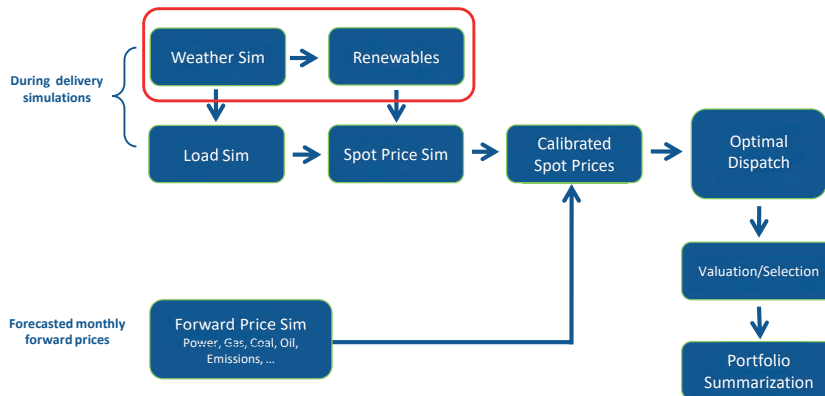 During delivery
simulations
Weather Sim
Renewables
Load Sim
Spot Price Sim
Calibrated
Spot Prices
Optimal
Dispatch
Valuation/Selection
Forecasted monthly
forward prices
Forward Price Sim
Power, Gas, Coal, Oil,
Emissions, ...
Portfolio
Summarization